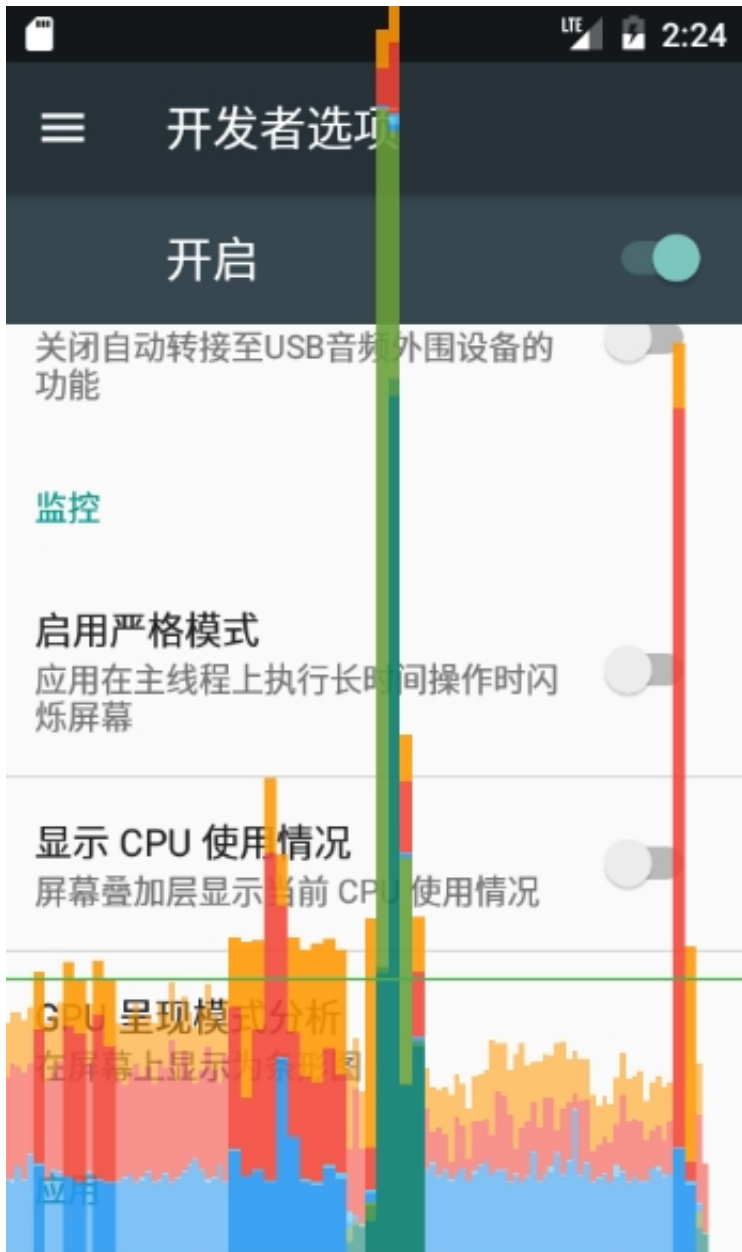 LTE 2:24
开发者选项
开启
关闭自动转接至USB音频外围设备的
功能
监控
启用严格模式
应用在主线程上执行长时间操作时闪
烁屏幕
显示 CPU 使用情况
屏幕叠加层显示当前 CPU 使用情况
GPU 呈现模式分析
在屏幕上显示为条形图
应用